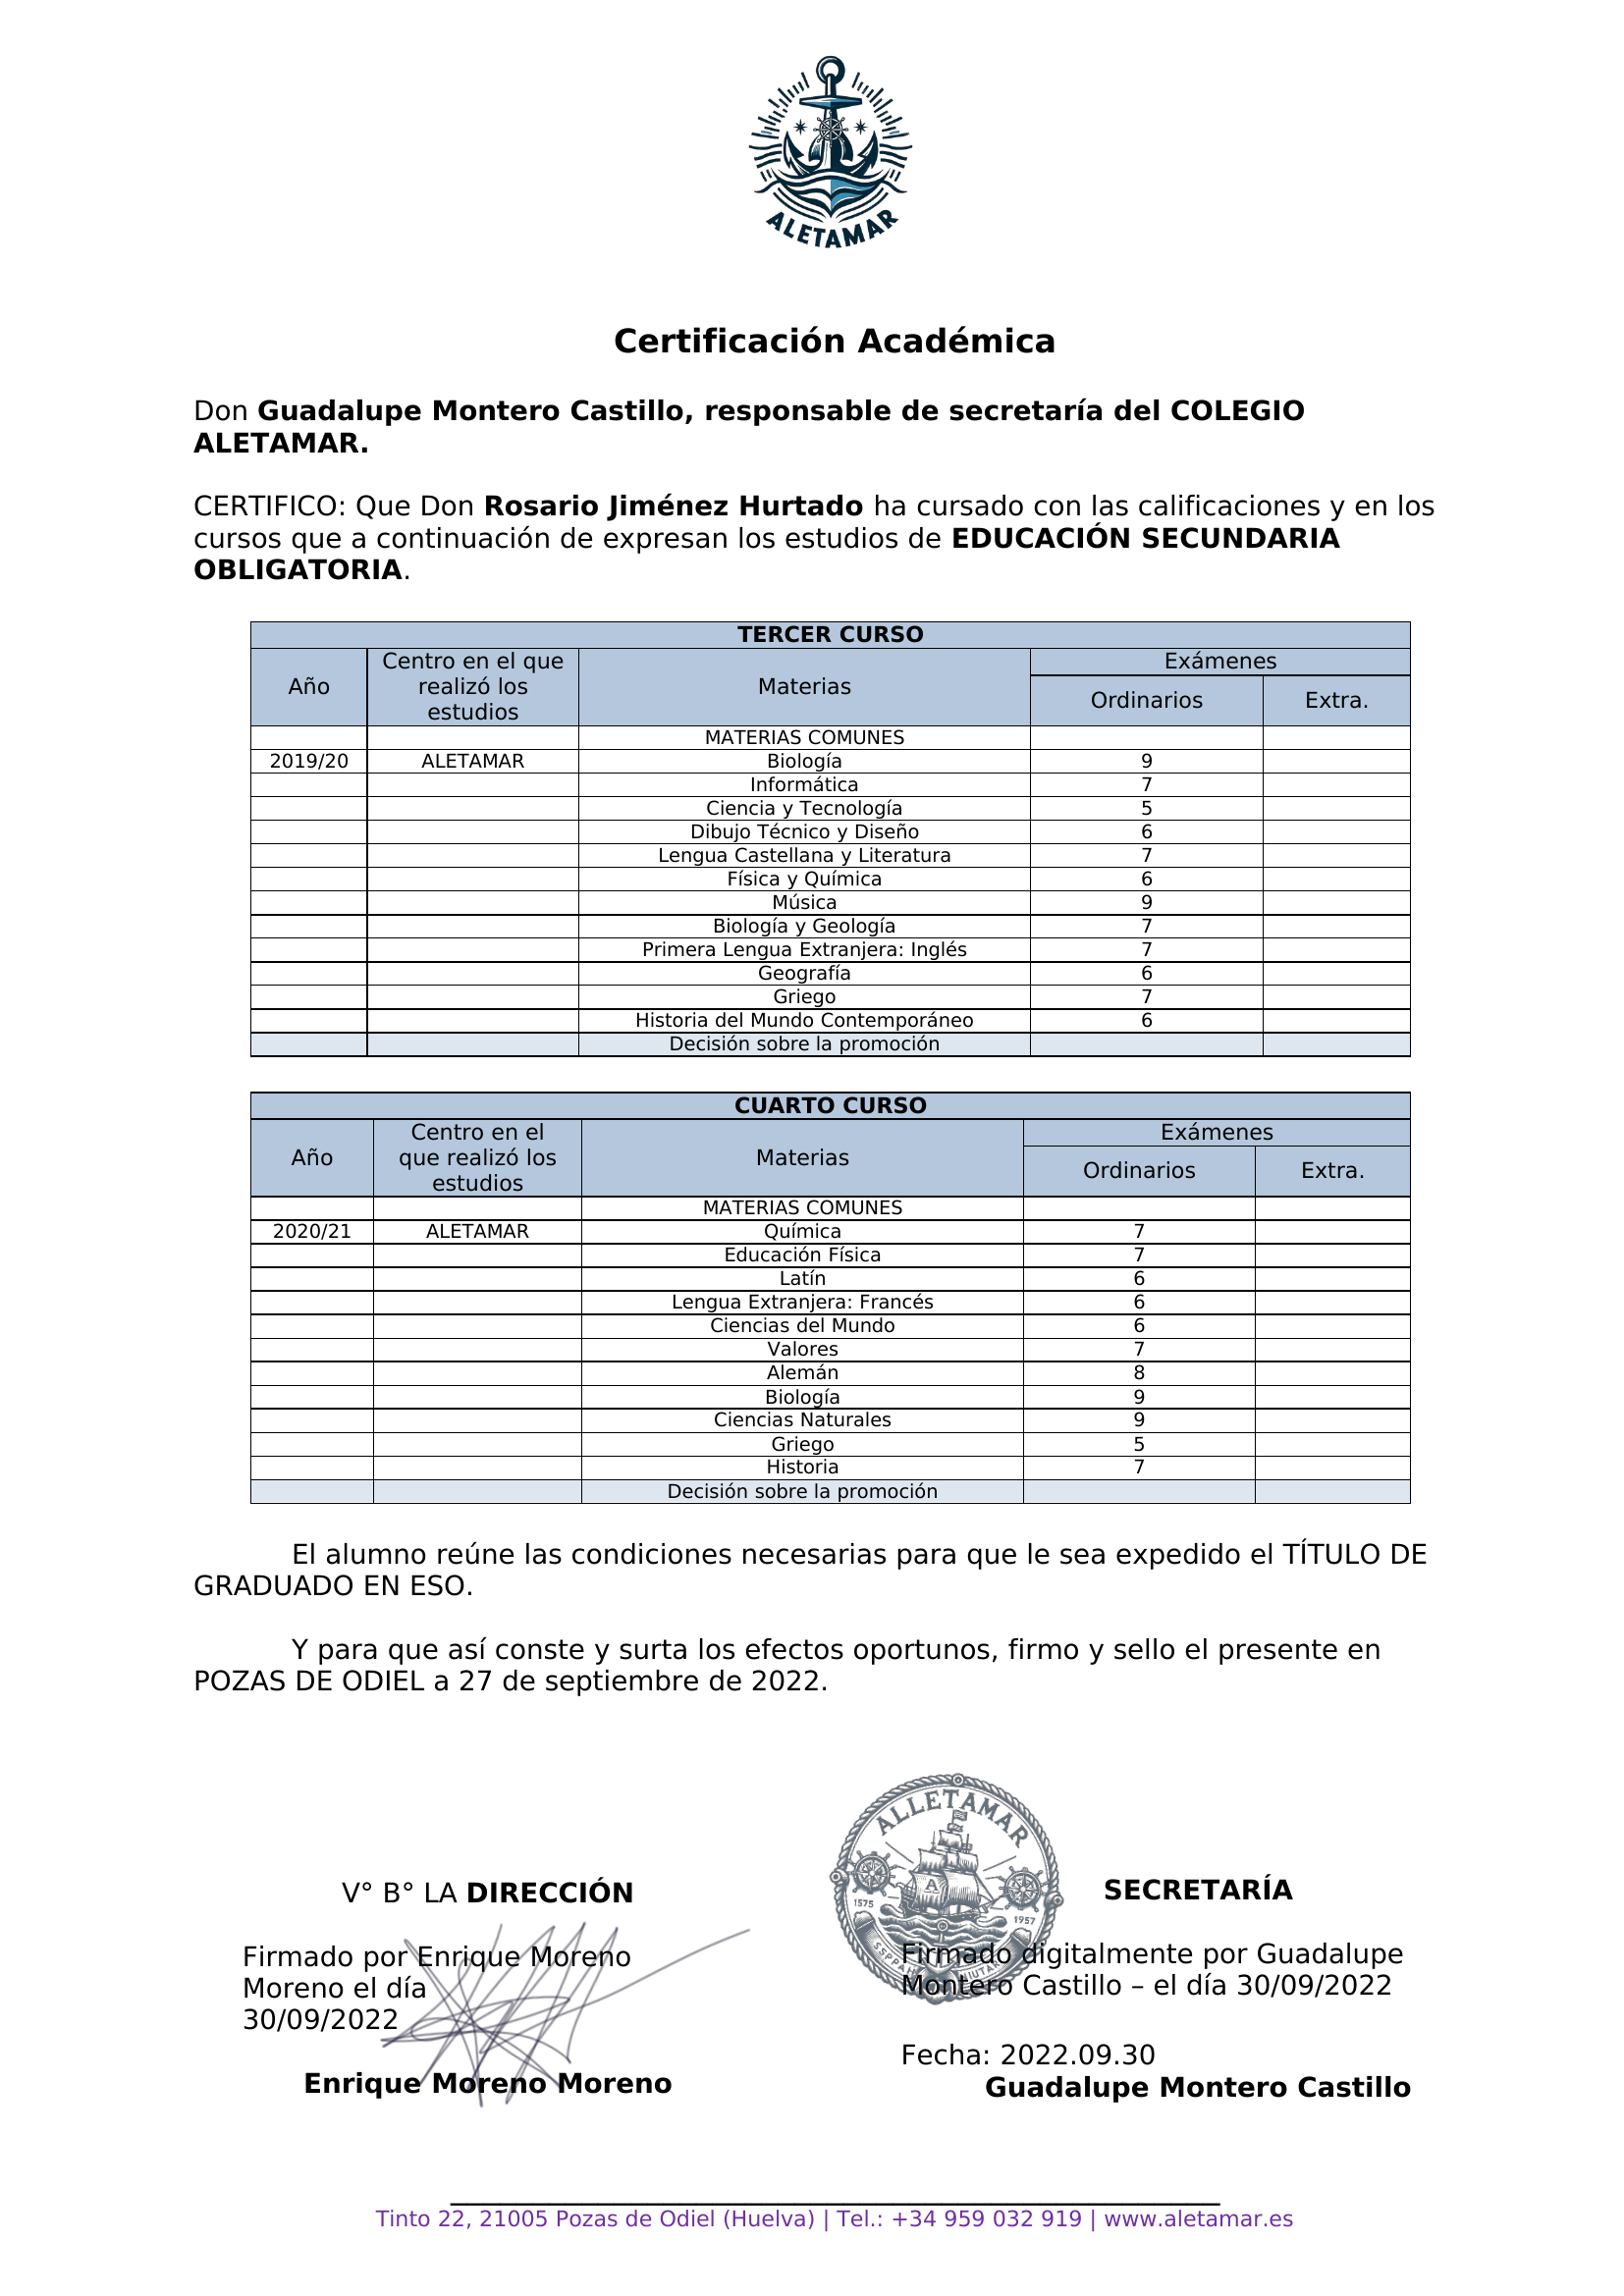 ALETAMAR
Certificación Académica
Don Guadalupe Montero Castillo, responsable de secretaría del COLEGIO
ALETAMAR.
CERTIFICO: Que Don Rosario Jiménez Hurtado ha cursado con las calificaciones y en los
cursos que a continuación de expresan los estudios de EDUCACIÓN SECUNDARIA
OBLIGATORIA.
TERCER CURSO
Año Centro en el que realizó los estudios Materias Exámenes
Ordinarios Extra.
MATERIAS COMUNES
2019/20 ALETAMAR Biología 9
Informática 7
Ciencia y Tecnología 5
Dibujo Técnico y Diseño 6
Lengua Castellana y Literatura 7
Física y Química 6
Música 9
Biología y Geología 7
Primera Lengua Extranjera: Inglés 7
Geografía 6
Griego 7
Historia del Mundo Contemporáneo 6
Decisión sobre la promoción
CUARTO CURSO
Año Centro en el que realizó los estudios Materias Exámenes
Ordinarios Extra.
MATERIAS COMUNES
2020/21 ALETAMAR Química 7
Educación Física 7
Latín 6
Lengua Extranjera: Francés 6
Ciencias del Mundo 6
Valores 7
Alemán 8
Biología 9
Ciencias Naturales 9
Griego 5
Historia 7
Decisión sobre la promoción
El alumno reúne las condiciones necesarias para que le sea expedido el TÍTULO DE
GRADUADO EN ESO.
Y para que así conste y surta los efectos oportunos, firmo y sello el presente en
POZAS DE ODIEL a 27 de septiembre de 2022.
V° B° LA DIRECCIÓN
Firmado por Enrique Moreno
Moreno el día
30/09/2022
Enrique Moreno Moreno
ALLETAMAR
A
1575 1957
SECRETARÍA
Firmado digitalmente por Guadalupe
Montero Castillo – el día 30/09/2022
Fecha: 2022.09.30
Guadalupe Montero Castillo
Tinto 22, 21005 Pozas de Odiel (Huelva) | Tel.: +34 959 032 919 | www.aletamar.es